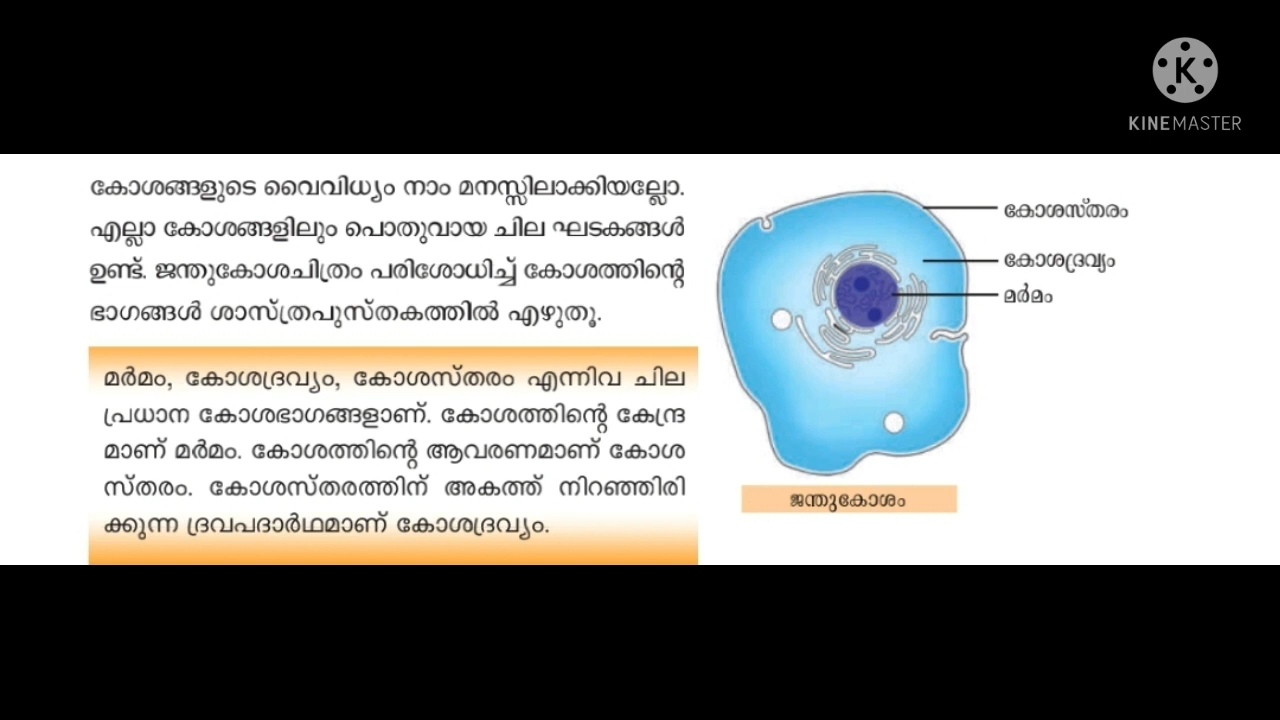 KINEMASTER
കോശങ്ങളുടെ വൈവിധ്യം നാം മനസ്സിലാക്കിയല്ലോ.
എല്ലാ കോശങ്ങളിലും പൊതുവായ ചില ഘടകങ്ങൾ
ഉണ്ട്. ജന്തുകോശചിത്രം പരിശോധിച്ച് കോശത്തിന്റെ
ഭാഗങ്ങൾ ശാസ്ത്രപുസ്തകത്തിൽ എഴുതൂ.
മർമം, കോശദ്രവ്യം, കോശസ്തരം എന്നിവ ചില
പ്രധാന കോശഭാഗങ്ങളാണ്. കോശത്തിന്റെ കേന്ദ്ര
മാണ് മർമം. കോശത്തിന്റെ ആവരണമാണ് കോശ
സ്തരം. കോശസ്തരത്തിന് അകത്ത് നിറഞ്ഞിരി
ക്കുന്ന ദ്രവപദാർഥമാണ് കോശദ്രവ്യം.
കോശസ്തരം
കോശദ്രവ്യം
മർമം
ജന്തുകോശം